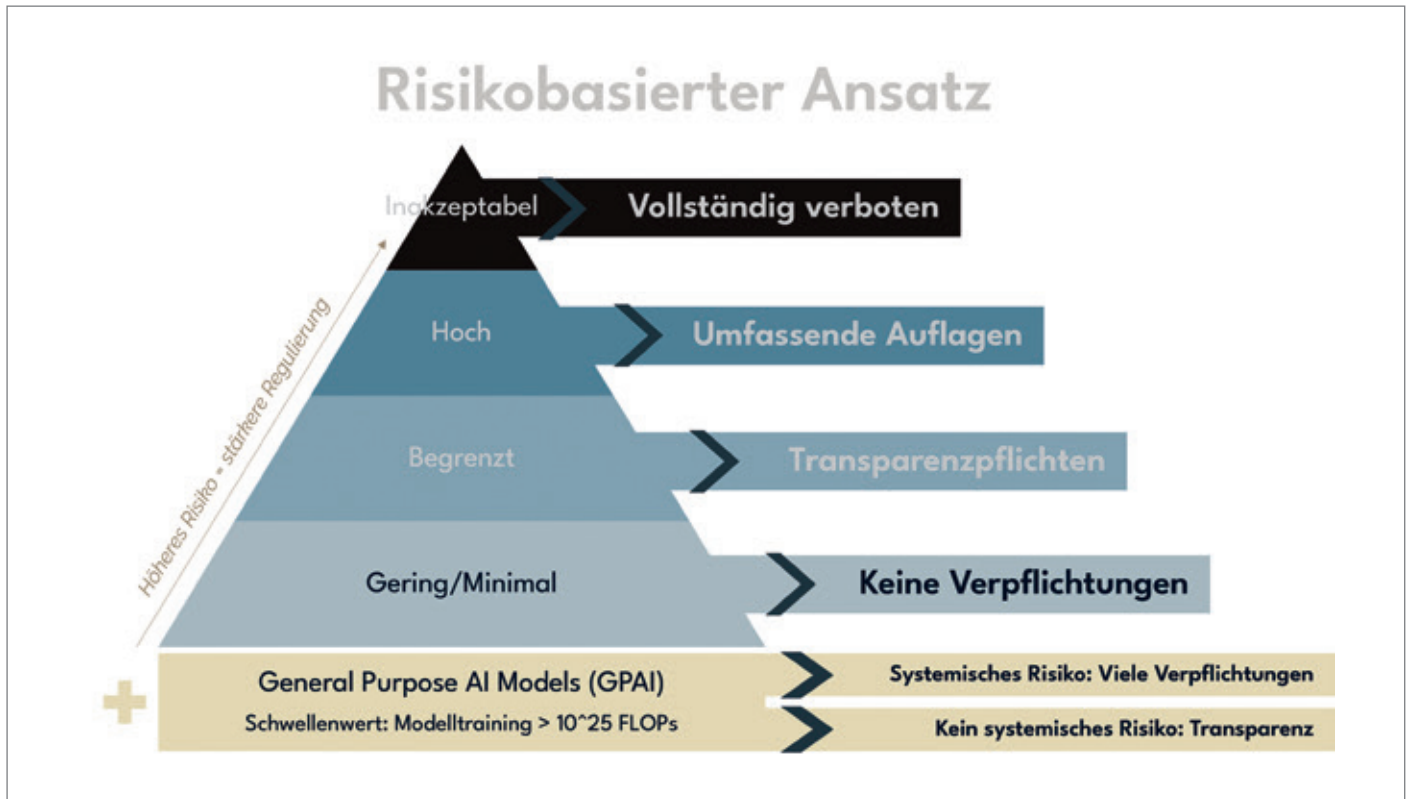 Risikobasierter Ansatz
Inakzeptabel
Vollständig verboten
Hoch
Umfassende Auflagen
Begrenzt
Transparenzpflichten
Gering/Minimal
Keine Verpflichtungen
Höheres Risiko = stärkere Regulierung
+
General Purpose AI Models (GPAI)
Schwellenwert: Modelltraining > 10^25 FLOPs
Systemisches Risiko: Viele Verpflichtungen
Kein systemisches Risiko: Transparenz